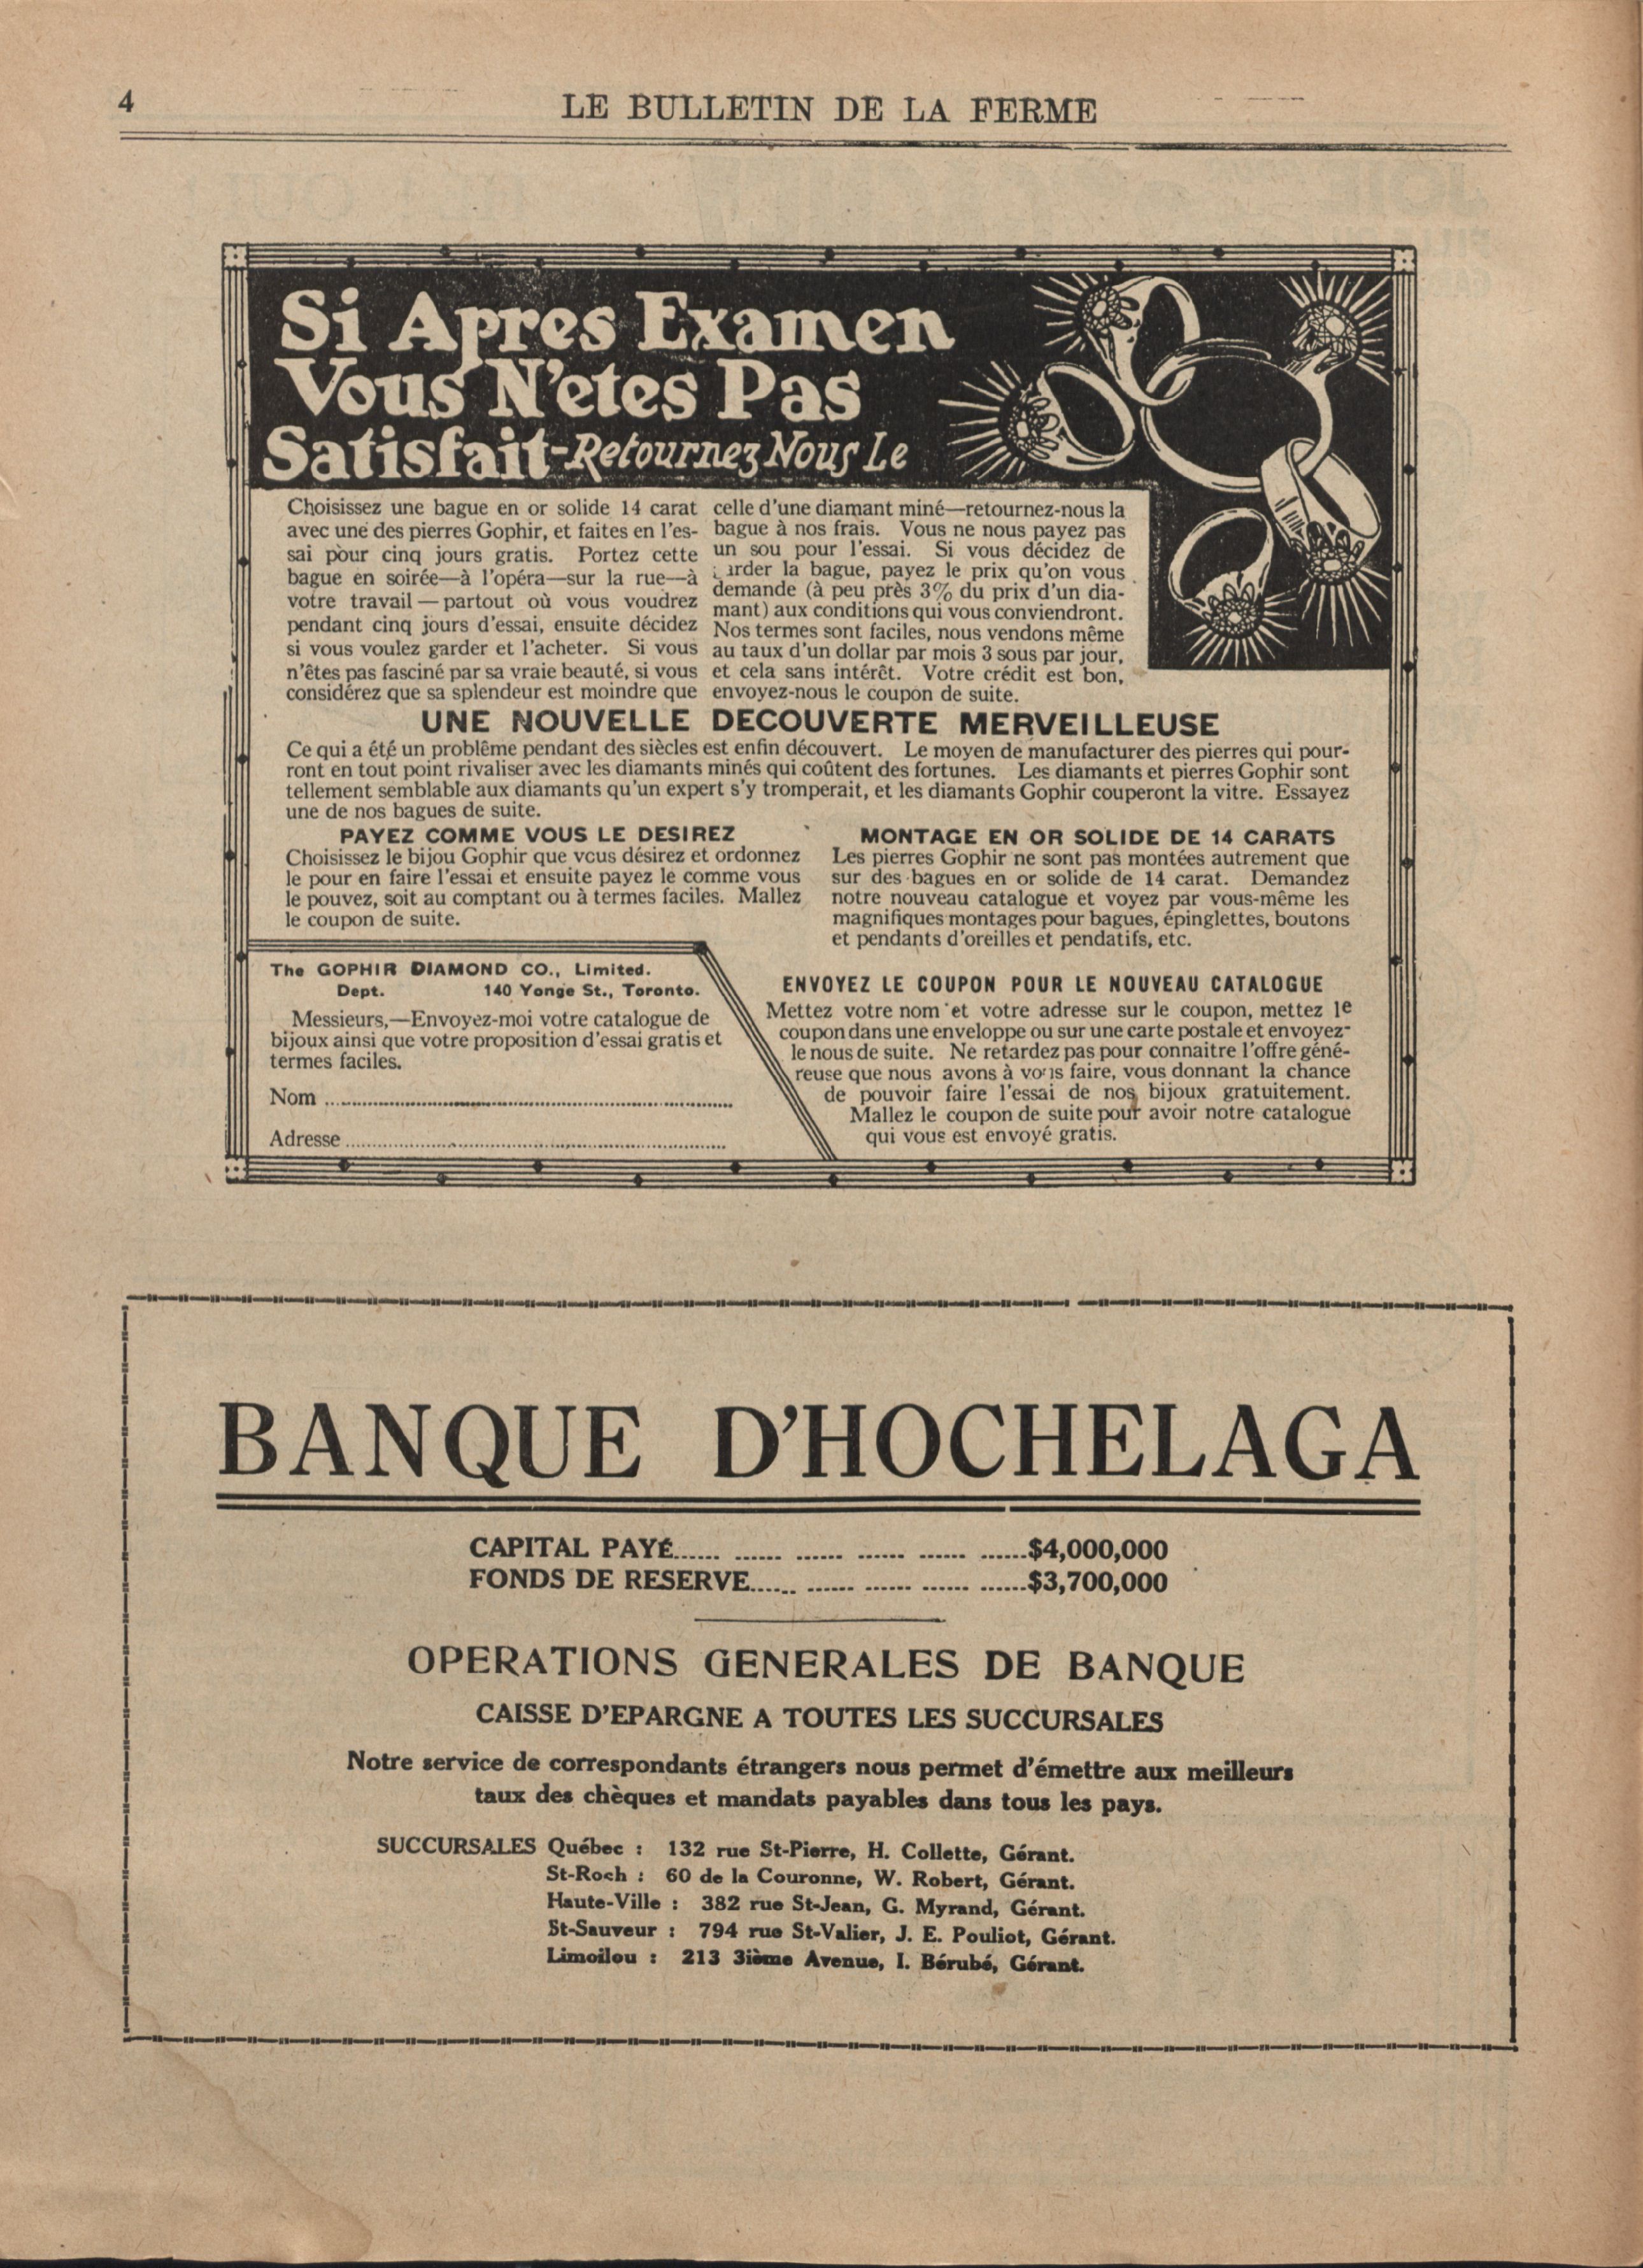 4
LE BULLETIN DE LA FERME
Si Apres Examen
Vous N'etes Pas
Satisfait-Retournez Nous Le
Choisissez une bague en or solide 14 carat
avec une des pierres Gophir, et faites en l'es-
sai pour cinq jours gratis. Portez cette
bague en soirée—à l'opéra—sur la rue—à
votre travail — partout où vous voudrez
pendant cinq jours d'essai, ensuite décidez
si vous voulez garder et l'acheter. Si vous
n'êtes pas fasciné par sa vraie beauté, si vous
considérez que sa splendeur est moindre que
celle d'une diamant miné—retournez-nous la
bague à nos frais. Vous ne nous payez pas
un sou pour l'essai. Si vous décidez de
arder la bague, payez le prix qu'on vous
demande (à peu près 3% du prix d'un dia-
mant) aux conditions qui vous conviendront.
Nos termes sont faciles, nous vendons même
au taux d'un dollar par mois 3 sous par jour,
et cela sans intérêt. Votre crédit est bon,
envoyez-nous le coupon de suite.
UNE NOUVELLE DECOUVERTE MERVEILLEUSE
Ce qui a été un problême pendant des siècles est enfin découvert. Le moyen de manufacturer des pierres qui pour-
ront en tout point rivaliser avec les diamants minés qui coûtent des fortunes. Les diamants et pierres Gophir sont
tellement semblable aux diamants qu'un expert s'y tromperait, et les diamants Gophir couperont la vitre. Essayez
une de nos bagues de suite.
PAYEZ COMME VOUS LE DESIREZ
Choisissez le bijou Gophir que vous désirez et ordonnez
le pour en faire l'essai et ensuite payez le comme vous
le pouvez, soit au comptant ou à termes faciles. Mallez
le coupon de suite.
MONTAGE EN OR SOLIDE DE 14 CARATS
Les pierres Gophir ne sont pas montées autrement que
sur des bagues en or solide de 14 carat. Demandez
notre nouveau catalogue et voyez par vous-même les
magnifiques montages pour bagues, épinglettes, boutons
et pendants d'oreilles et pendatifs, etc.
The GOPHIR DIAMOND CO., Limited.
Dept. 140 Yonge St., Toronto.
Messieurs,—Envoyez-moi votre catalogue de
bijoux ainsi que votre proposition d'essai gratis et
termes faciles.
Nom ...........................................
Adresse ...........................................
ENVOYEZ LE COUPON POUR LE NOUVEAU CATALOGUE
Mettez votre nom et votre adresse sur le coupon, mettez le
coupon dans une enveloppe ou sur une carte postale et envoyez-
le nous de suite. Ne retardez pas pour connaitre l'offre géné-
reuse que nous avons à vous faire, vous donnant la chance
de pouvoir faire l'essai de nos bijoux gratuitement.
Mallez le coupon de suite pour avoir notre catalogue
qui vous est envoyé gratis.
BANQUE D'HOCHELAGA
CAPITAL PAYÉ...... ...... ...... ...... ...... ......$4,000,000
FONDS DE RESERVE...... ...... ...... ...... ......$3,700,000
OPERATIONS GENERALES DE BANQUE
CAISSE D'EPARGNE A TOUTES LES SUCCURSALES
Notre service de correspondants étrangers nous permet d'émettre aux meilleurs
taux des chèques et mandats payables dans tous les pays.
SUCCURSALES Québec : 132 rue St-Pierre, H. Collette, Gérant.
St-Roch : 60 de la Couronne, W. Robert, Gérant.
Haute-Ville : 382 rue St-Jean, G. Myrand, Gérant.
St-Sauveur : 794 rue St-Valier, J. E. Pouliot, Gérant.
Limoilou : 213 3ième Avenue, I. Bérubé, Gérant.